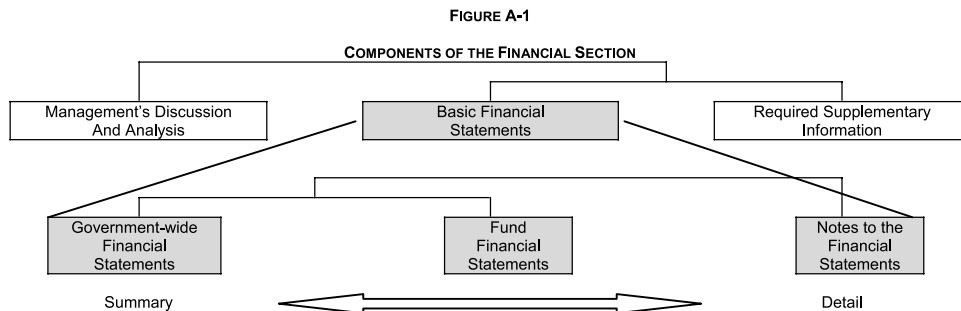 FIGURE A-1
COMPONENTS OF THE FINANCIAL SECTION
Management's Discussion
And Analysis
Basic Financial
Statements
Required Supplementary
Information
Government-wide
Financial
Statements
Fund
Financial
Statements
Notes to the
Financial
Statements
Summary
Detail